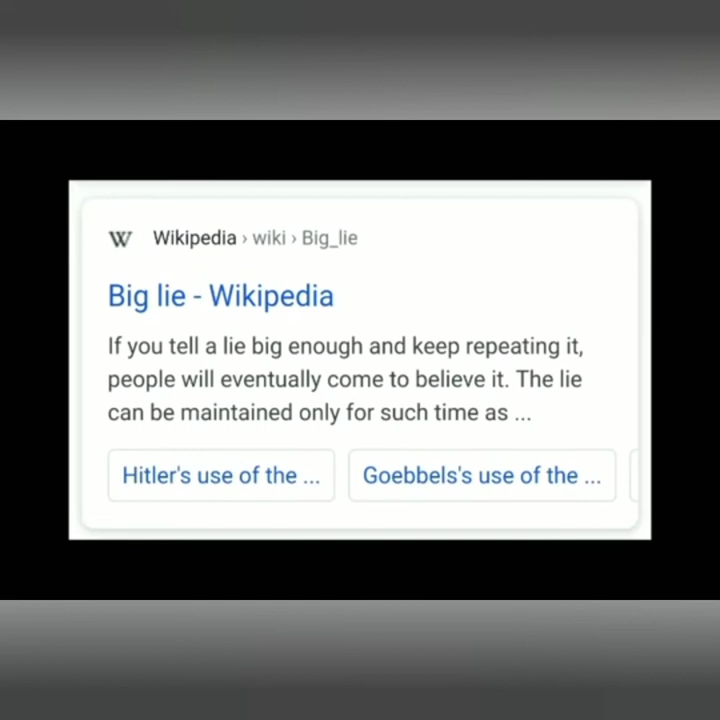 W Wikipedia › wiki › Big_lie
Big lie - Wikipedia
If you tell a lie big enough and keep repeating it,
people will eventually come to believe it. The lie
can be maintained only for such time as ...
Hitler's use of the ... Goebbels's use of the ...